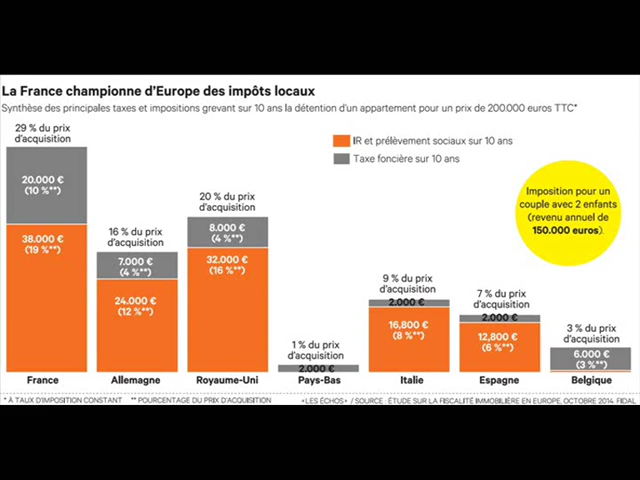 La France championne d'Europe des impôts locaux
Synthèse des principales taxes et impositions grevant sur 10 ans la détention d'un appartement pour un prix de 200.000 euros TTC*
IR et prélèvement sociaux sur 10 ans
Taxe foncière sur 10 ans
Imposition pour un
couple avec 2 enfants
(revenu annuel de
150.000 euros).
29 % du prix
d'acquisition
20.000 €
(10 %**)
38.000 €
(19 %**)
France
16 % du prix
d'acquisition
7.000 €
(4 %**)
24.000 €
(12 %**)
Allemagne
20 % du prix
d'acquisition
8.000 €
(4 %**)
32.000 €
(16 %**)
Royaume-Uni
1 % du prix
d'acquisition
2.000 €
Pays-Bas
9 % du prix
d'acquisition
2.000 €
16,800 €
(8 %**)
Italie
7 % du prix
d'acquisition
2.000 €
12,800 €
(6 %**)
Espagne
3 % du prix
d'acquisition
6.000 €
(3 %**)
Belgique
* À TAUX D'IMPOSITION CONSTANT ** POURCENTAGE DU PRIX D'ACQUISITION
«LES ÉCHOS» / SOURCE : ÉTUDE SUR LA FISCALITÉ IMMOBILIÈRE EN EUROPE, OCTOBRE 2014. FIDAL